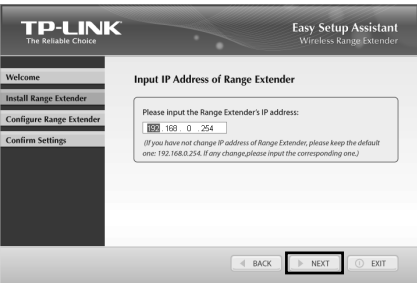 TP-LINK
The Reliable Choice
Easy Setup Assistant
Wireless Range Extender
Welcome
Install Range Extender
Configure Range Extender
Confirm Settings
Input IP Address of Range Extender
Please input the Range Extender's IP address:
192 . 168 . 0 . 254
(If you have not change IP address of Range Extender, please keep the default
one: 192.168.0.254. If any change,please input the corresponding one.)
BACK
NEXT
EXIT